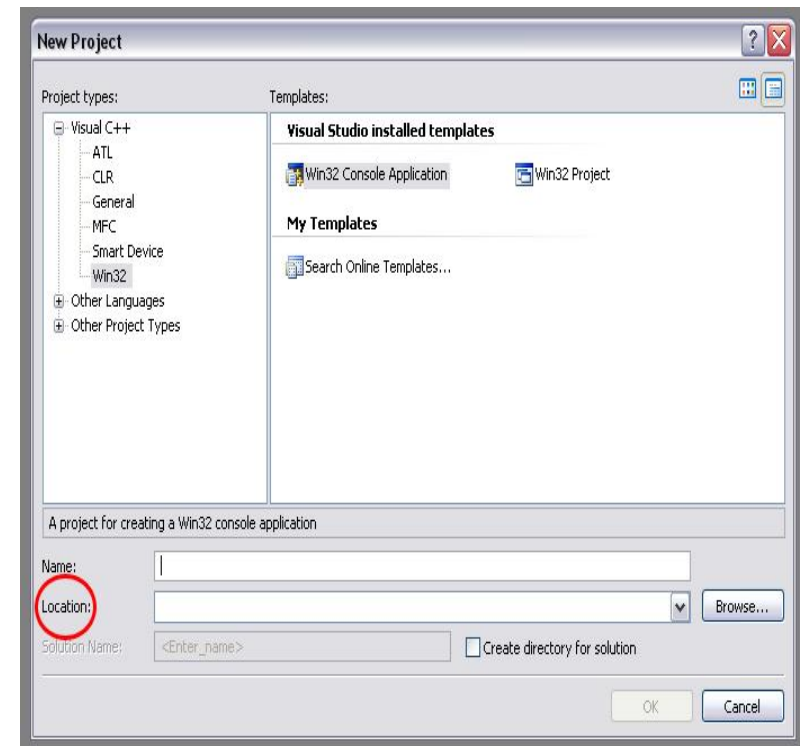 New Project
Project types:
Templates:
Visual C++
ATL
CLR
General
MFC
Smart Device
Win32
Other Languages
Other Project Types
Visual Studio installed templates
Win32 Console Application
Win32 Project
My Templates
Search Online Templates...
A project for creating a Win32 console application
Name:
Location:
Browse...
Solution Name:
<Enter_name>
Create directory for solution
OK
Cancel